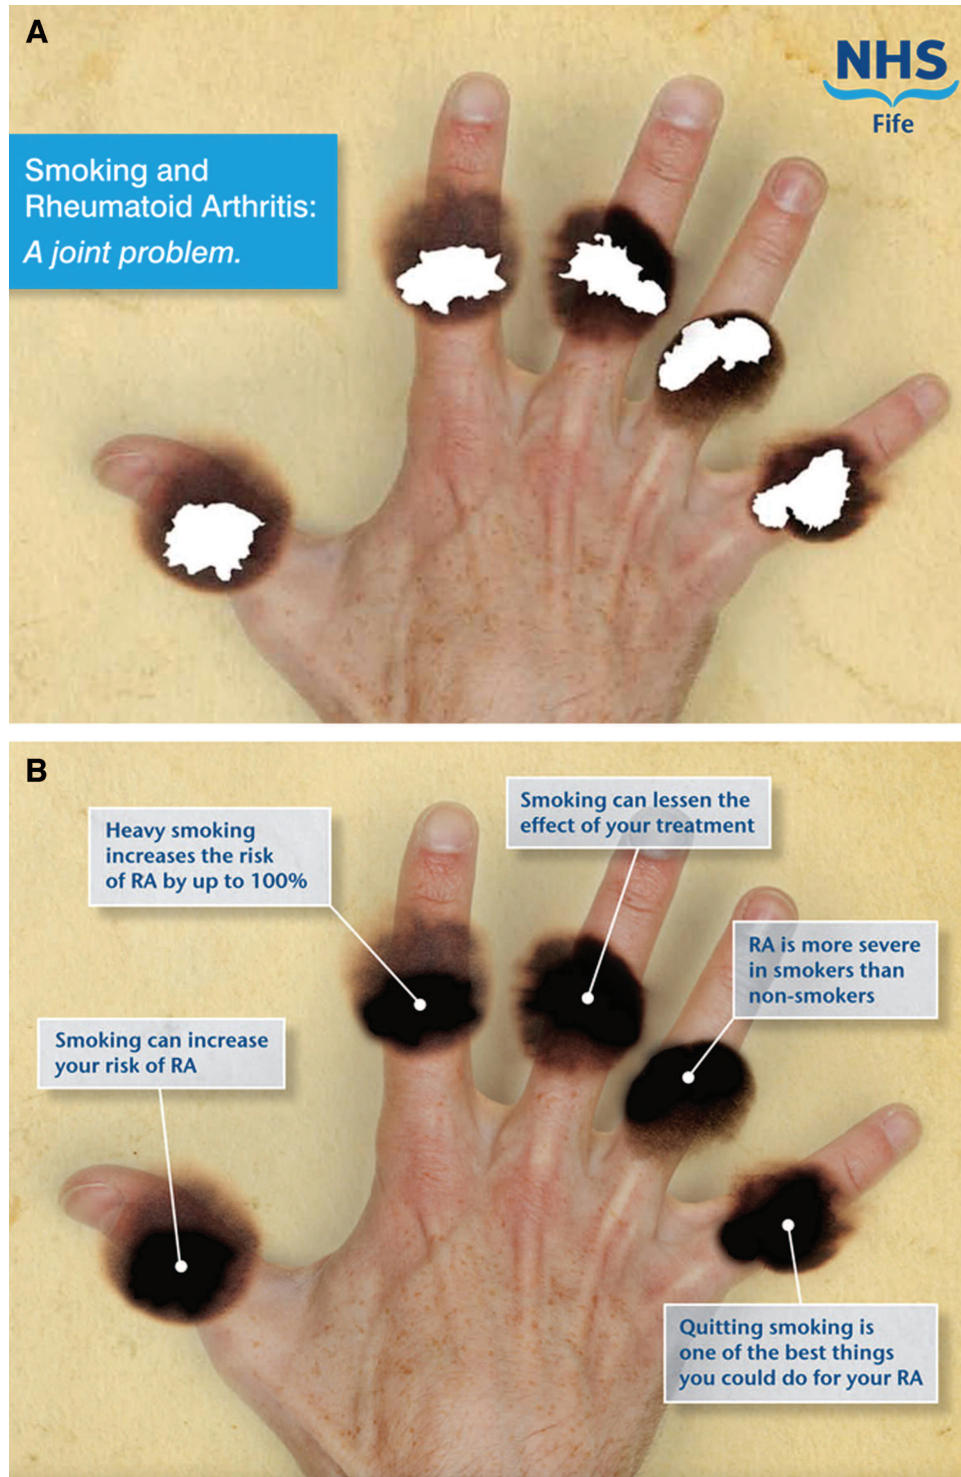 A
NHS
Fife
Smoking and
Rheumatoid Arthritis:
A joint problem.
B
Smoking can lessen the
effect of your treatment
Heavy smoking
increases the risk
of RA by up to 100%
RA is more severe
in smokers than
non-smokers
Smoking can increase
your risk of RA
Quitting smoking is
one of the best things
you could do for your RA